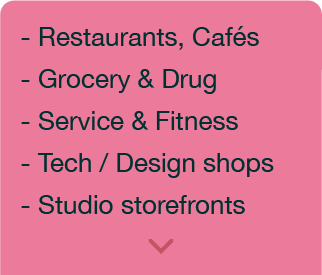 - Restaurants, Cafés
- Grocery & Drug
- Service & Fitness
- Tech / Design shops
- Studio storefronts